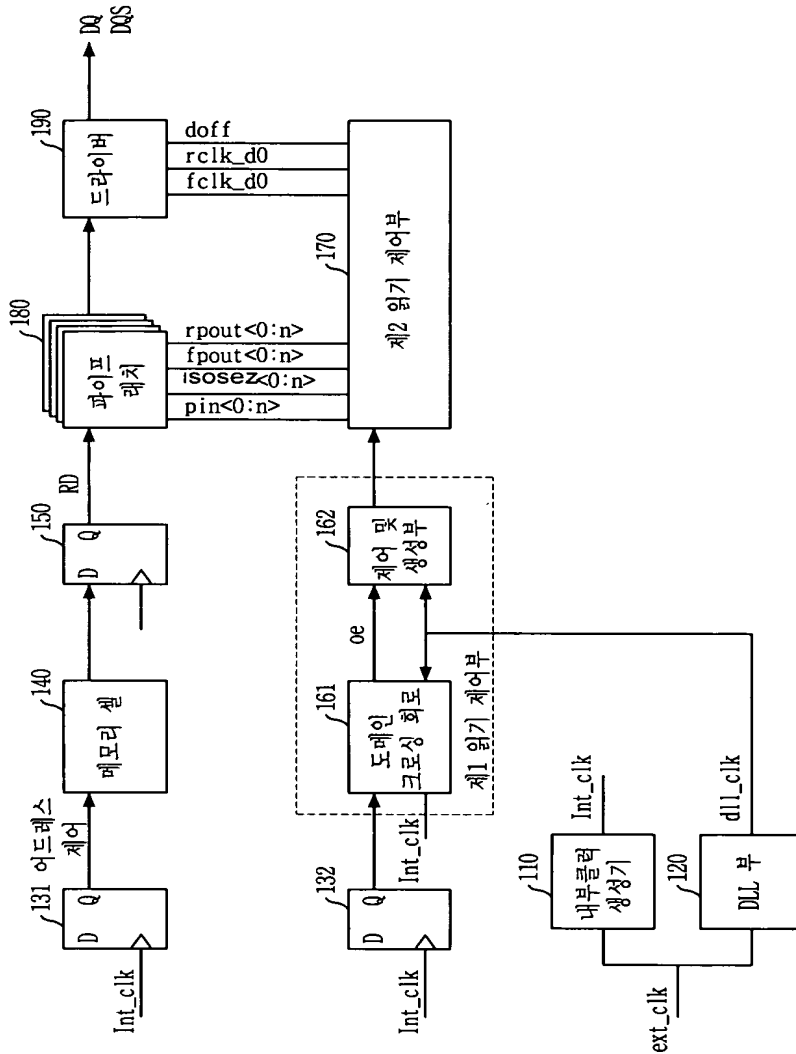 Int_clk
131
D
Q
어드레스
제어
140
메모리 셀
150
D
Q
RD
180
파이프
래치
190
드라이버
DQ
DQS
pin<0:n>
isosez<0:n>
fpout<0:n>
rpout<0:n>
fclk_d0
rclk_d0
doff
Int_clk
132
D
Q
Int_clk
161
도메인
크로싱 회로
oe
162
제어 및
생성부
제1 읽기 제어부
170
제2 읽기 제어부
ext_clk
110
내부클럭
생성기
Int_clk
120
DLL 부
dll_clk